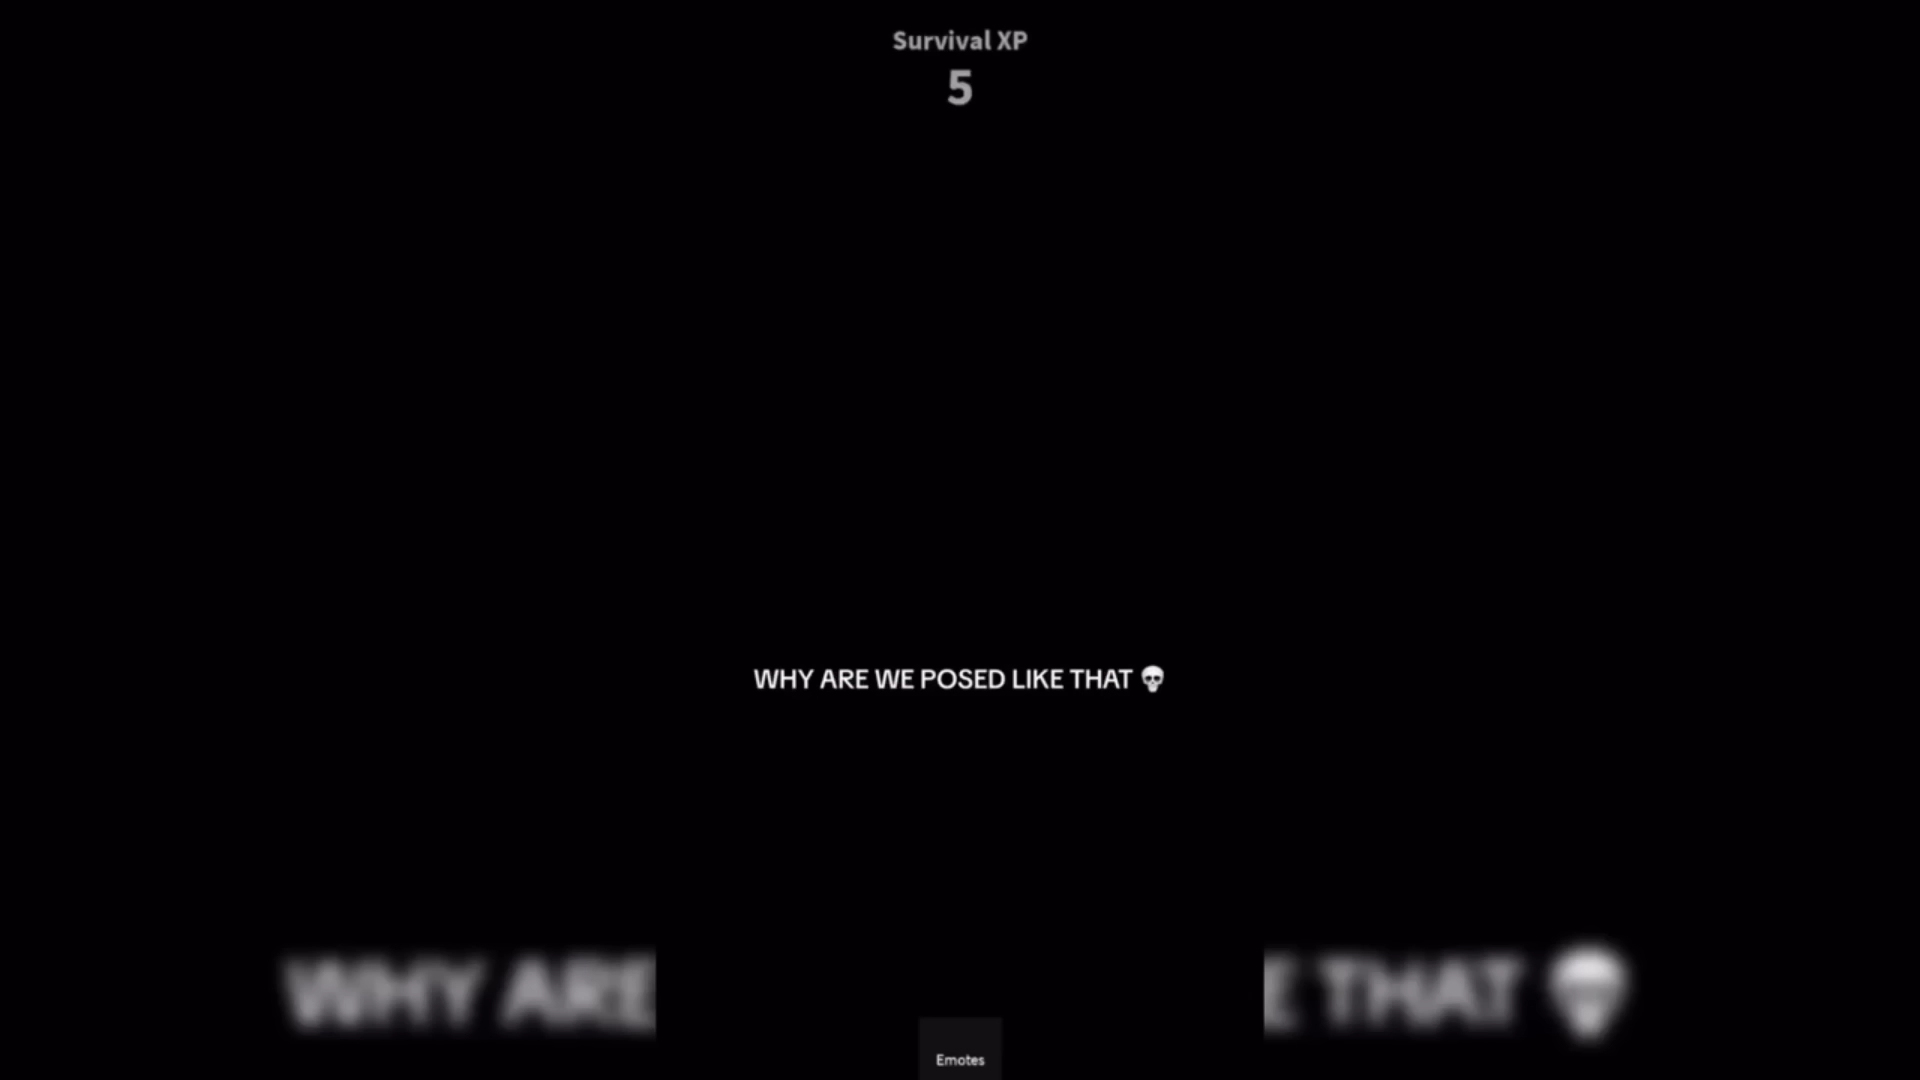 Survival XP
5
WHY ARE WE POSED LIKE THAT 💀
WHY ARE
E THAT 💀
Emotes